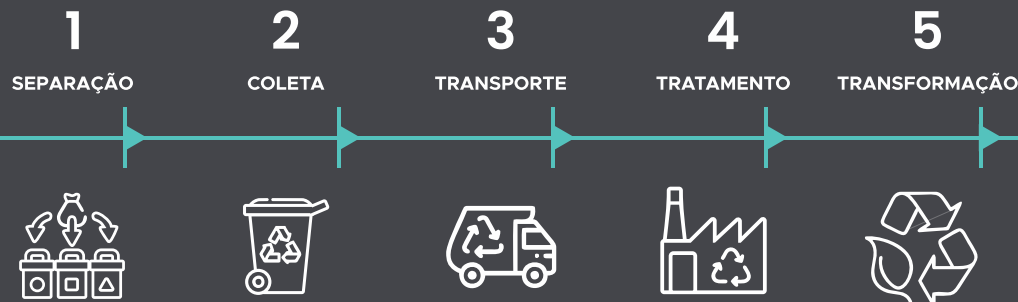 1
SEPARAÇÃO
2
COLETA
3
TRANSPORTE
4
TRATAMENTO
5
TRANSFORMAÇÃO